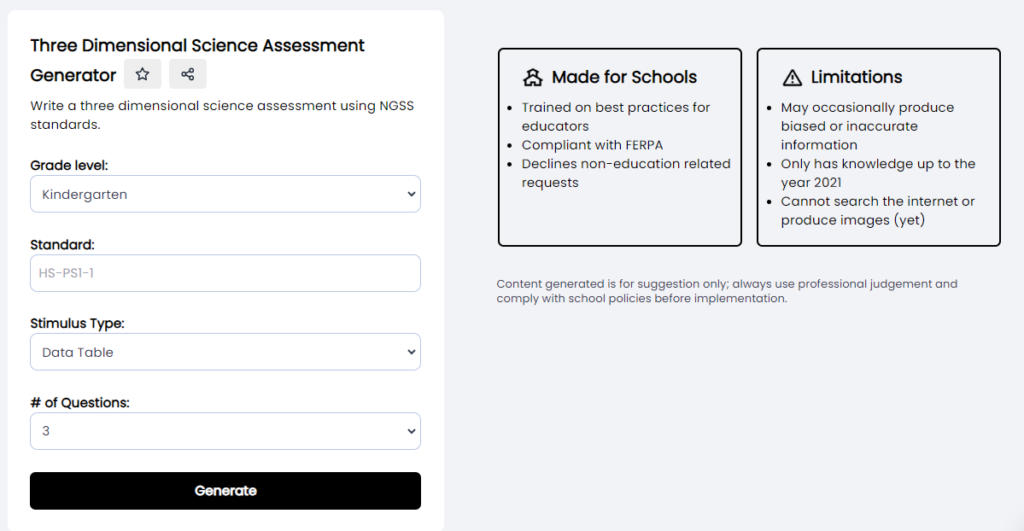 Three Dimensional Science Assessment
Generator
Write a three dimensional science assessment using NGSS
standards.
Grade level:
Kindergarten
Standard:
HS-PS1-1
Stimulus Type:
Data Table
# of Questions:
3
Generate
Made for Schools
Trained on best practices for
educators
Compliant with FERPA
Declines non-education related
requests
Limitations
May occasionally produce
biased or inaccurate
information
Only has knowledge up to the
year 2021
Cannot search the internet or
produce images (yet)
Content generated is for suggestion only; always use professional judgement and
comply with school policies before implementation.